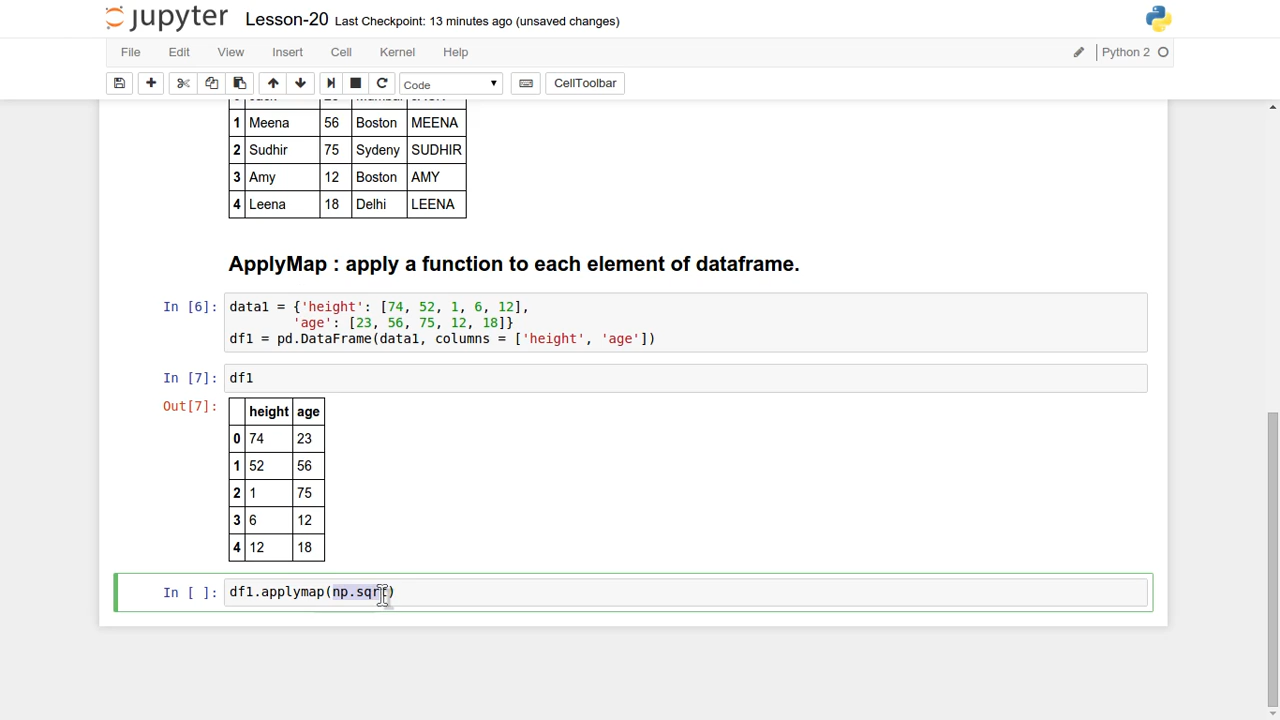 jupyter Lesson-20 Last Checkpoint: 13 minutes ago (unsaved changes)
File Edit View Insert Cell Kernel Help Python 2
Code CellToolbar
1 Meena 56 Boston MEENA
2 Sudhir 75 Sydeny SUDHIR
3 Amy 12 Boston AMY
4 Leena 18 Delhi LEENA
ApplyMap : apply a function to each element of dataframe.
In [6]: data1 = {'height': [74, 52, 1, 6, 12],
'age': [23, 56, 75, 12, 18]}
df1 = pd.DataFrame(data1, columns = ['height', 'age'])
In [7]: df1
Out[7]:
height age
0 74 23
1 52 56
2 1 75
3 6 12
4 12 18
In [ ]: df1.applymap(np.sqrt)